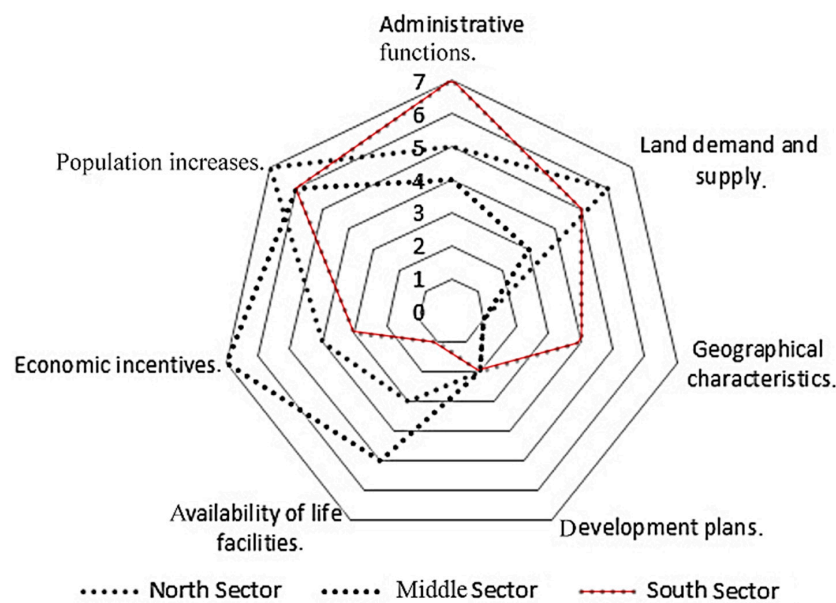 Administrative
functions.
7
6
5
4
3
2
1
0
Population increases.
Land demand and
supply.
Economic incentives.
Geographical
characteristics.
Availability of life
facilities.
Development plans.
North Sector
Middle Sector
South Sector